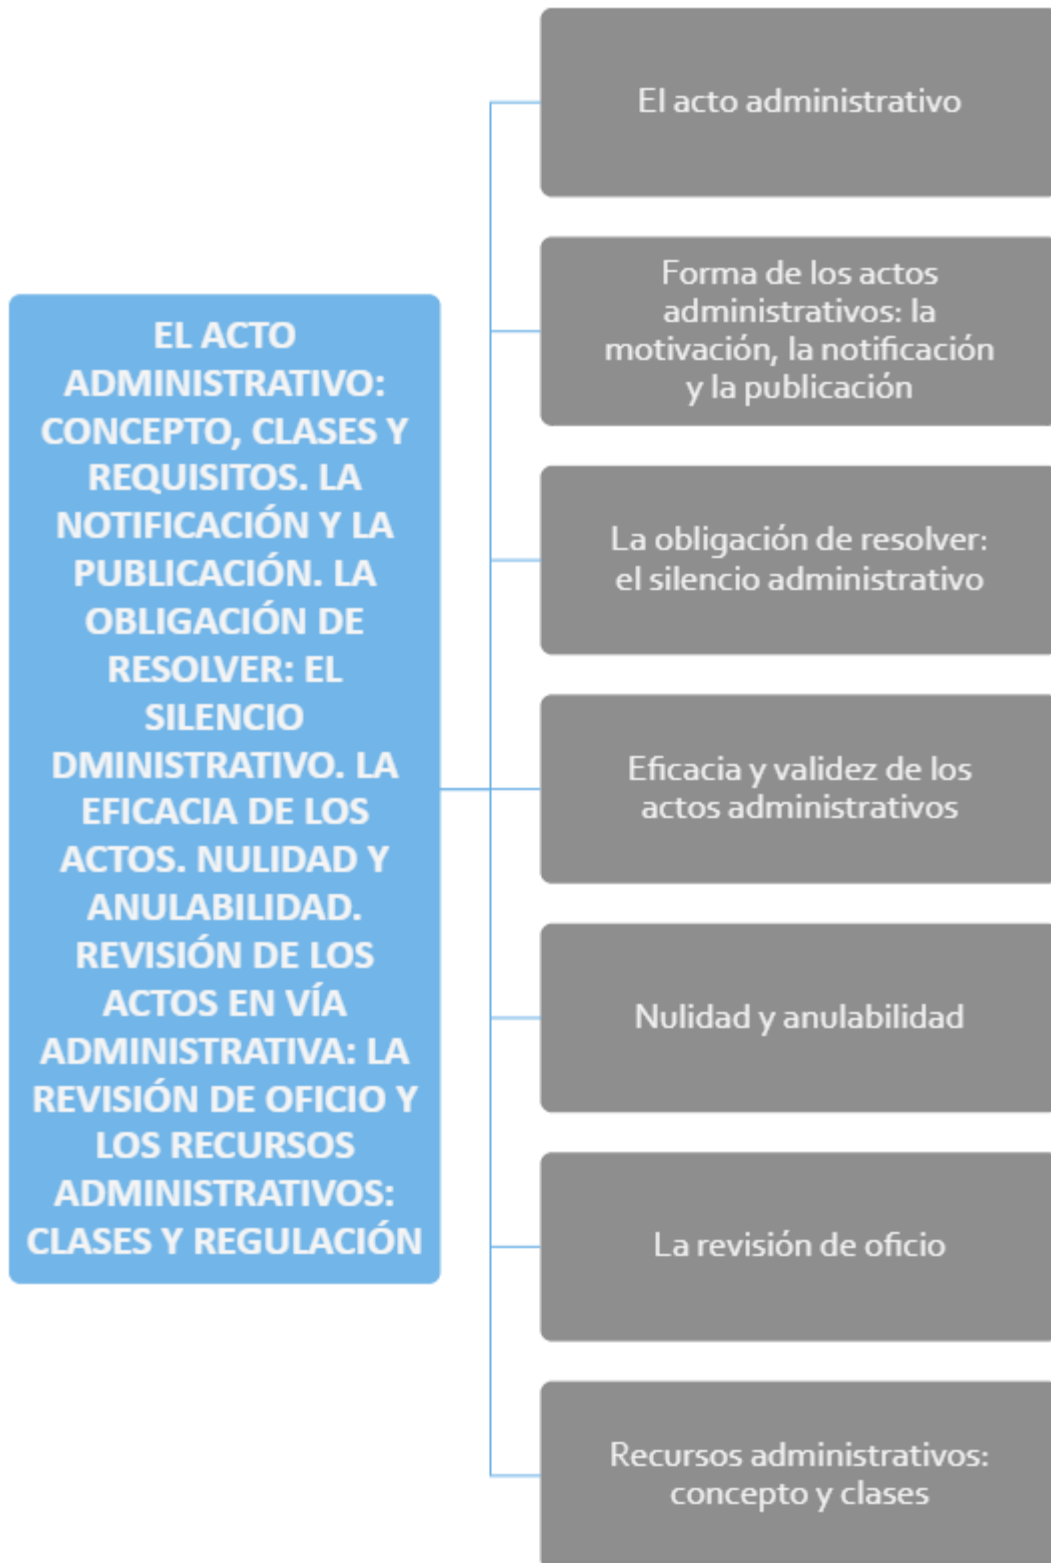 EL ACTO
ADMINISTRATIVO:
CONCEPTO, CLASES Y
REQUISITOS. LA
NOTIFICACIÓN Y LA
PUBLICACIÓN. LA
OBLIGACIÓN DE
RESOLVER: EL
SILENCIO
DMINISTRATIVO. LA
EFICACIA DE LOS
ACTOS. NULIDAD Y
ANULABILIDAD.
REVISIÓN DE LOS
ACTOS EN VÍA
ADMINISTRATIVA: LA
REVISIÓN DE OFICIO Y
LOS RECURSOS
ADMINISTRATIVOS:
CLASES Y REGULACIÓN
El acto administrativo
Forma de los actos
administrativos: la
motivación, la notificación
y la publicación
La obligación de resolver:
el silencio administrativo
Eficacia y validez de los
actos administrativos
Nulidad y anulabilidad
La revisión de oficio
Recursos administrativos:
concepto y clases